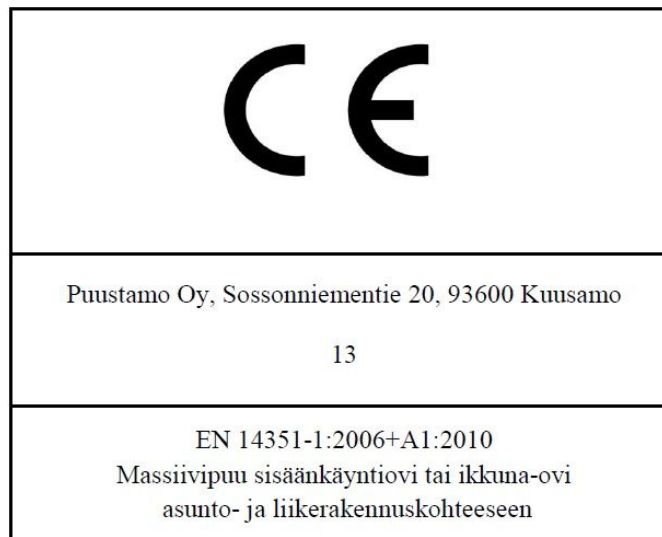 CE
Puustamo Oy, Sossonniementie 20, 93600 Kuusamo
13
EN 14351-1:2006+A1:2010
Massiivipuu sisäänkäyntiovi tai ikkuna-ovi
asunto- ja liikerakennuskohteeseen